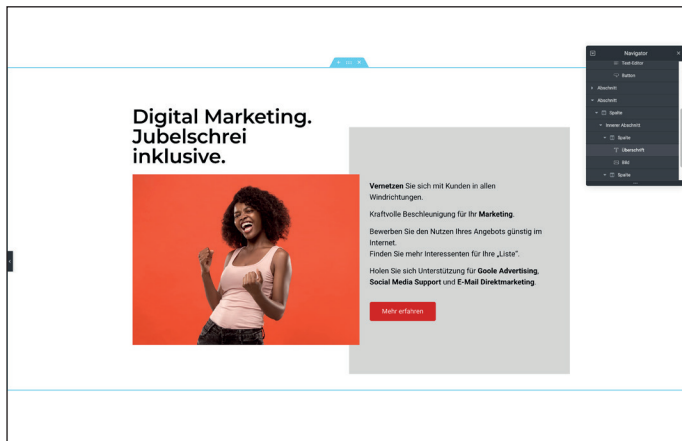 Navigator
Text-Editor
Button
Abschnitt
Abschnitt
Spalte
Innerer Abschnitt
Spalte
Überschrift
Bild
Spalte
Digital Marketing.
Jubelschrei
inklusive.
Vernetzen Sie sich mit Kunden in allen
Windrichtungen.
Kraftvolle Beschleunigung für Ihr Marketing.
Bewerben Sie den Nutzen Ihres Angebots günstig im
Internet.
Finden Sie mehr Interessenten für Ihre „Liste“.
Holen Sie sich Unterstützung für Goole Advertising,
Social Media Support und E-Mail Direktmarketing.
Mehr erfahren